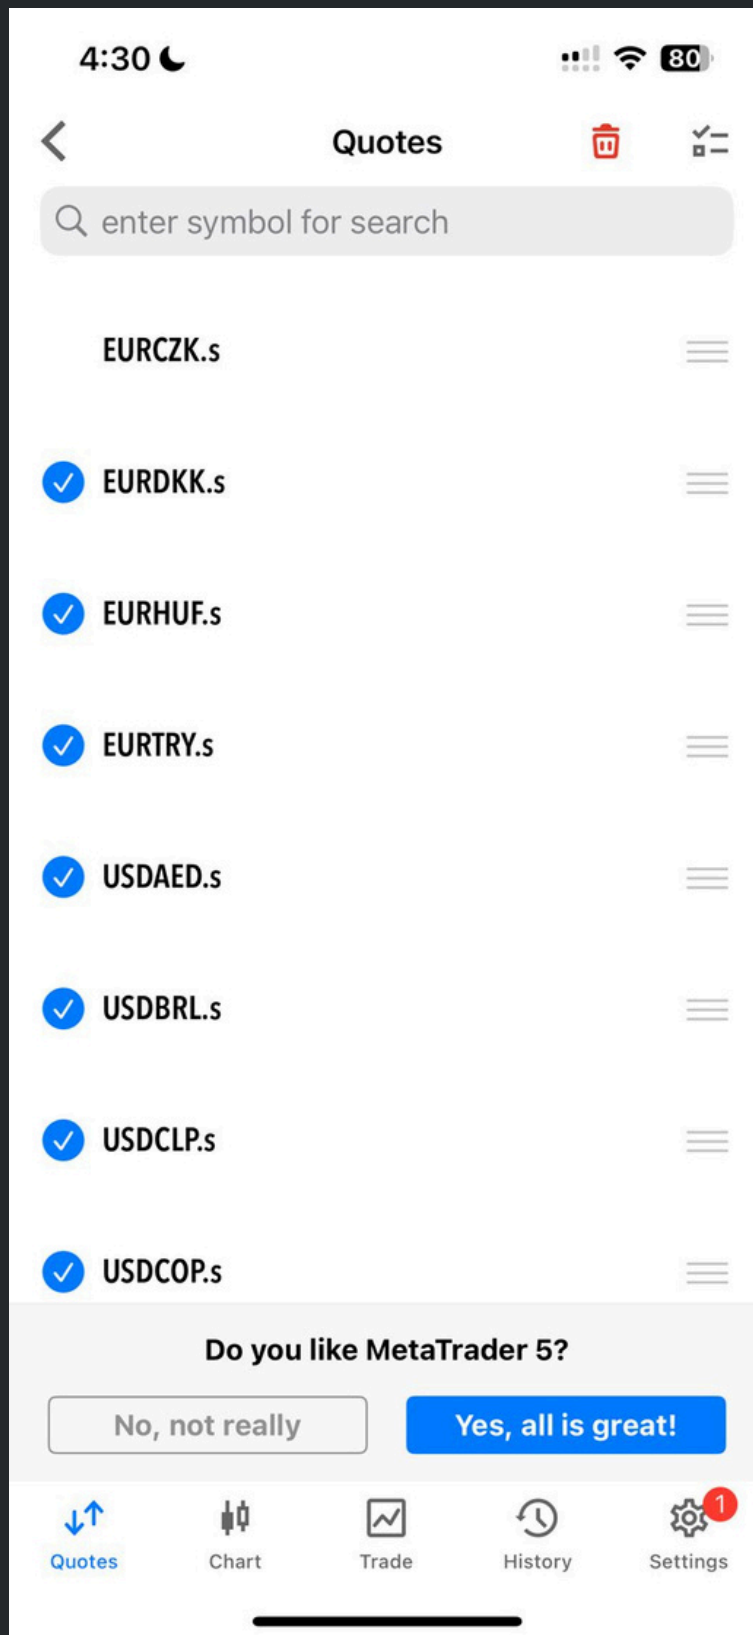 4:30
80
Quotes
enter symbol for search
EURCZK.s
EURDKK.s
EURHUF.s
EURTRY.s
USDAED.s
USDBRL.s
USDCLP.s
USDCOP.s
Do you like MetaTrader 5?
No, not really
Yes, all is great!
1
Quotes
Chart
Trade
History
Settings